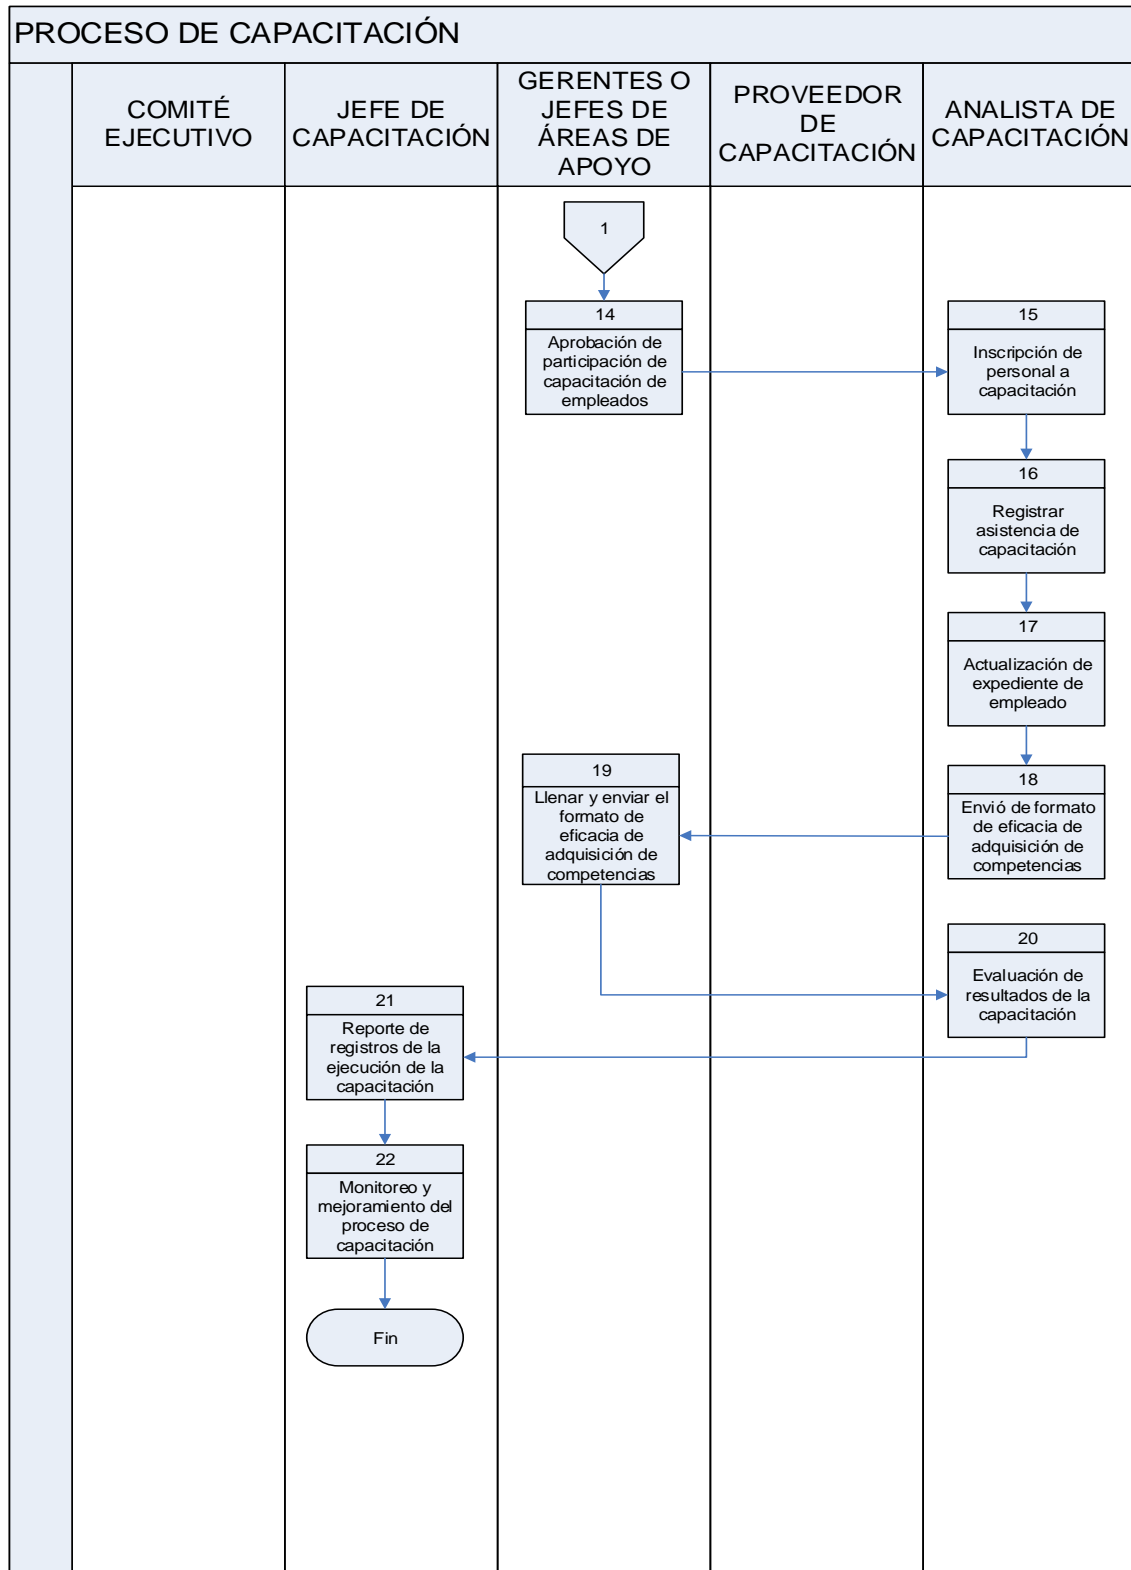 PROCESO DE CAPACITACIÓN
COMITÉ
EJECUTIVO
JEFE DE
CAPACITACIÓN
GERENTES O
JEFES DE
ÁREAS DE
APOYO
PROVEEDOR
DE
CAPACITACIÓN
ANALISTA DE
CAPACITACIÓN
1
14
Aprobación de
participación de
capacitación de
empleados
15
Inscripción de
personal a
capacitación
16
Registrar
asistencia de
capacitación
17
Actualización de
expediente de
empleado
18
Envió de formato
de eficacia de
adquisición de
competencias
19
Llenar y enviar el
formato de
eficacia de
adquisición de
competencias
20
Evaluación de
resultados de la
capacitación
21
Reporte de
registros de la
ejecución de la
capacitación
22
Monitoreo y
mejoramiento del
proceso de
capacitación
Fin